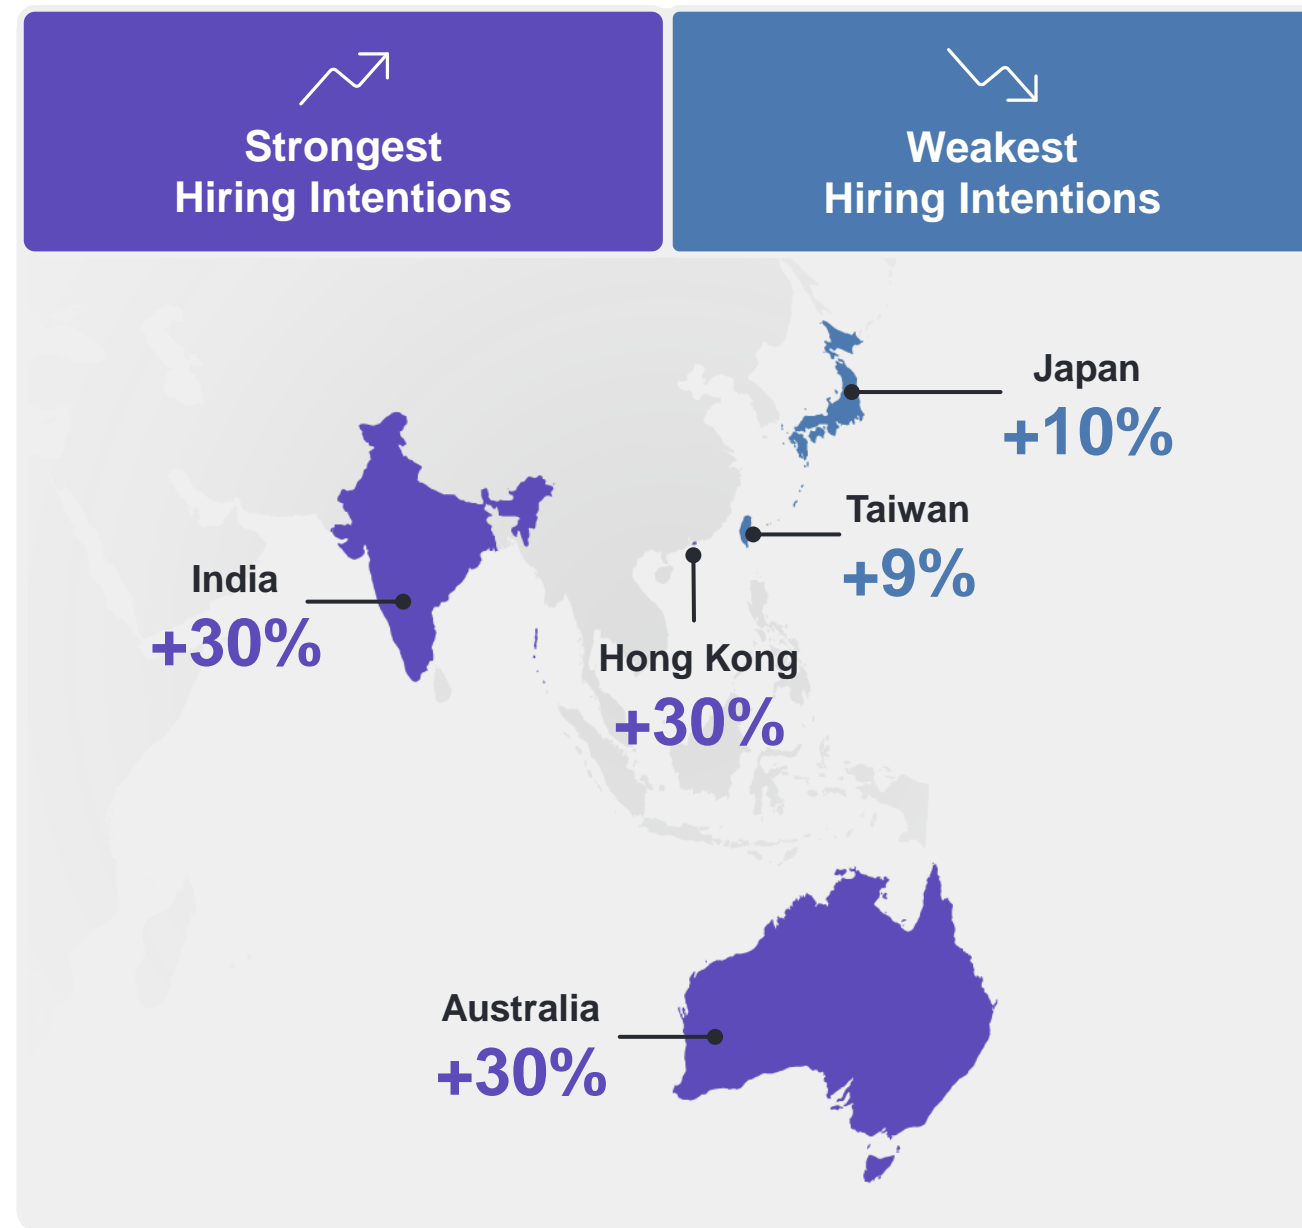 Strongest
Hiring Intentions
Weakest
Hiring Intentions
Japan
+10%
Taiwan
+9%
India
+30%
Hong Kong
+30%
Australia
+30%